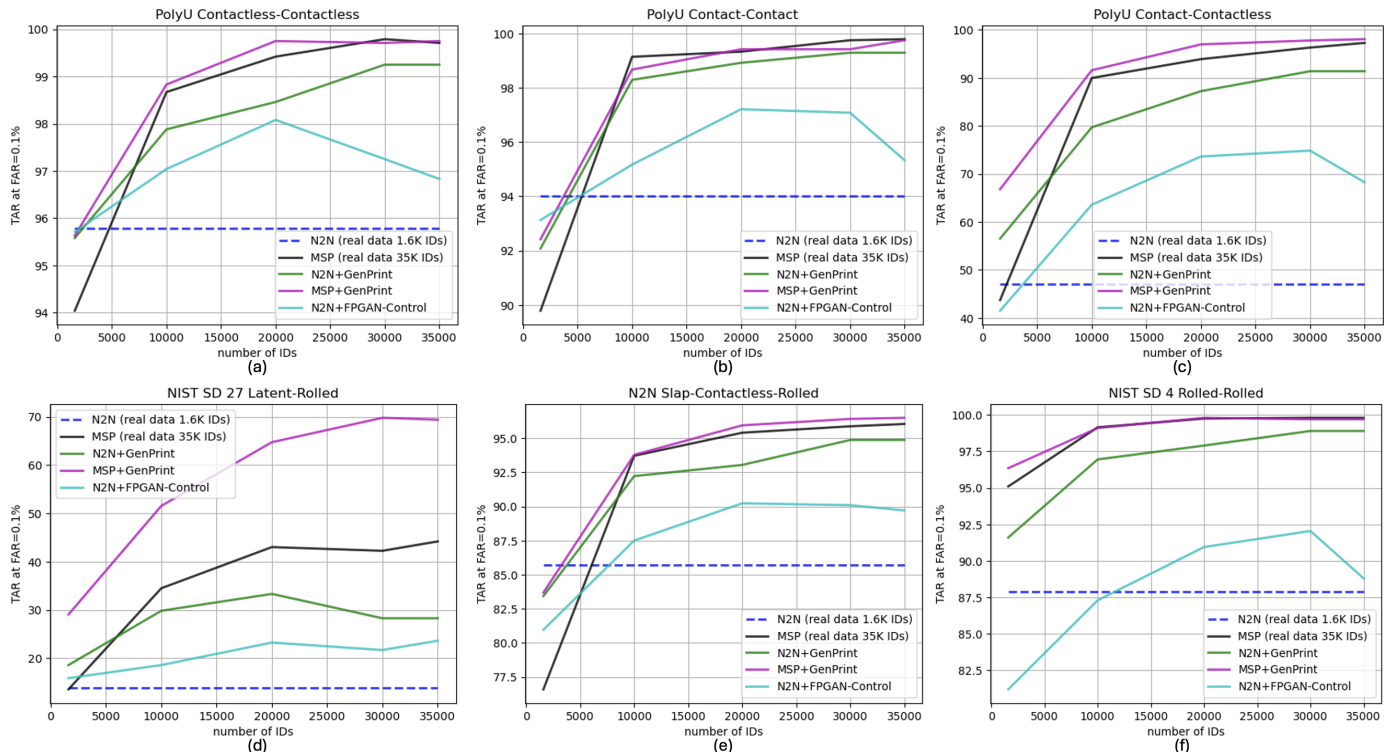 PolyU Contactless-Contactless
TAR at FAR=0.1%
100
99
98
97
96
95
94
0 5000 10000 15000 20000 25000 30000 35000
number of IDs
N2N (real data 1.6K IDs)
MSP (real data 35K IDs)
N2N+GenPrint
MSP+GenPrint
N2N+FPGAN-Control
(a)
PolyU Contact-Contact
TAR at FAR=0.1%
100
98
96
94
92
90
0 5000 10000 15000 20000 25000 30000 35000
number of IDs
N2N (real data 1.6K IDs)
MSP (real data 35K IDs)
N2N+GenPrint
MSP+GenPrint
N2N+FPGAN-Control
(b)
PolyU Contact-Contactless
TAR at FAR=0.1%
100
90
80
70
60
50
40
0 5000 10000 15000 20000 25000 30000 35000
number of IDs
N2N (real data 1.6K IDs)
MSP (real data 35K IDs)
N2N+GenPrint
MSP+GenPrint
N2N+FPGAN-Control
(c)
NIST SD 27 Latent-Rolled
TAR at FAR=0.1%
70
60
50
40
30
20
0 5000 10000 15000 20000 25000 30000 35000
number of IDs
N2N (real data 1.6K IDs)
MSP (real data 35K IDs)
N2N+GenPrint
MSP+GenPrint
N2N+FPGAN-Control
(d)
N2N Slap-Contactless-Rolled
TAR at FAR=0.1%
95.0
92.5
90.0
87.5
85.0
82.5
80.0
77.5
0 5000 10000 15000 20000 25000 30000 35000
number of IDs
N2N (real data 1.6K IDs)
MSP (real data 35K IDs)
N2N+GenPrint
MSP+GenPrint
N2N+FPGAN-Control
(e)
NIST SD 4 Rolled-Rolled
TAR at FAR=0.1%
100.0
97.5
95.0
92.5
90.0
87.5
85.0
82.5
0 5000 10000 15000 20000 25000 30000 35000
number of IDs
N2N (real data 1.6K IDs)
MSP (real data 35K IDs)
N2N+GenPrint
MSP+GenPrint
N2N+FPGAN-Control
(f)